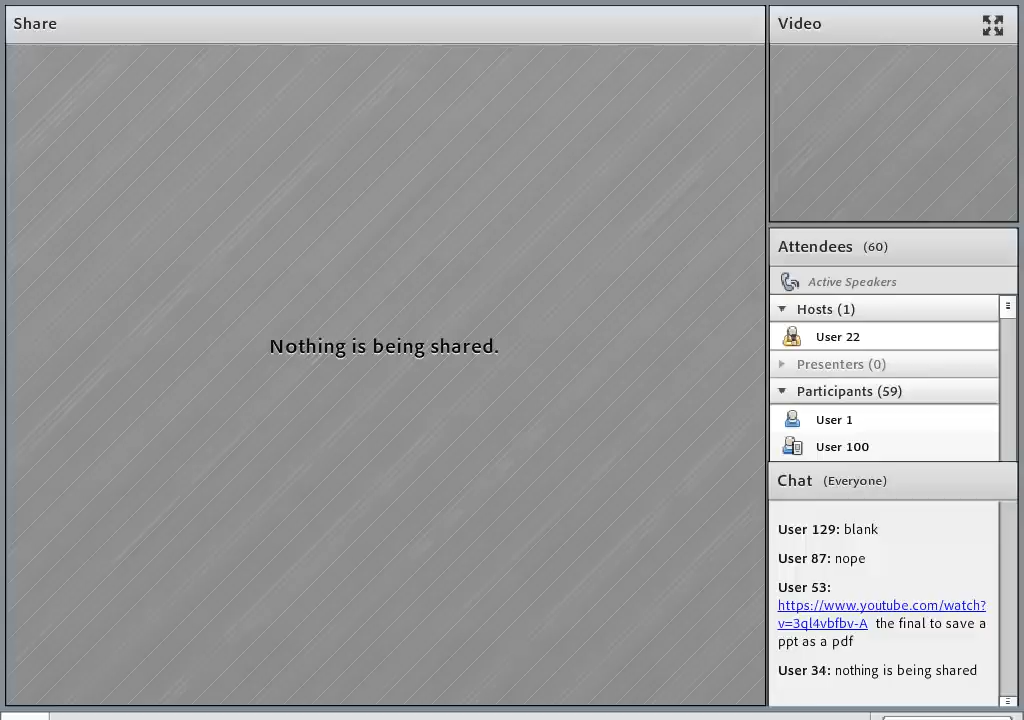 Share
Nothing is being shared.
Video
Attendees (60)
Active Speakers
Hosts (1)
User 22
Presenters (0)
Participants (59)
User 1
User 100
Chat (Everyone)
User 129: blank
User 87: nope
User 53:
https://www.youtube.com/watch?
v=3ql4vbfbv-A the final to save a
ppt as a pdf
User 34: nothing is being shared